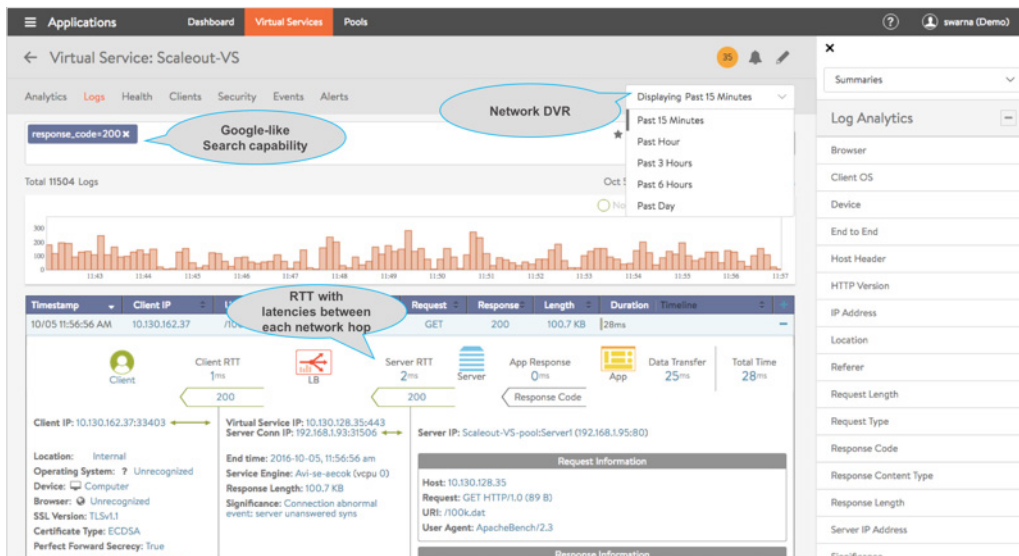 Applications Dashboard Virtual Services Pools ? swarna (Demo)
Virtual Service: Scaleout-VS 35
Analytics Logs Health Clients Security Events Alerts
Displaying Past 15 Minutes
Past 15 Minutes
Past Hour
Past 3 Hours
Past 6 Hours
Past Day
Network DVR
response_code=200 x
Google-like
Search capability
Total 11504 Logs Oct
300
200
100
0
11:43 11:44 11:45 11:46 11:47 11:48 11:49 11:50 11:51 11:52 11:53 11:54 11:55 11:56 11:57
RTT with
latencies between
each network hop
Timestamp Client IP Request Response Length Duration Timeline
10/05 11:56:56 AM 10.130.162.37 GET 200 100.7 KB 28ms
Client RTT Server RTT App Response Data Transfer Total Time
1ms 2ms 0ms 25ms 28ms
Client LB Server App
200 200 Response Code
Client IP: 10.130.162.37:33403
Location: Internal
Operating System: ? Unrecognized
Device: Computer
Browser: Unrecognized
SSL Version: TLSv1.1
Certificate Type: ECDSA
Perfect Forward Secrecy: True
Virtual Service IP: 10.130.128.35:443
Server Conn IP: 192.168.1.93:31506
End time: 2016-10-05, 11:56:56 am
Service Engine: Avi-se-aecok (vcpu 0)
Response Length: 100.7 KB
Significance: Connection abnormal
event: server unanswered syns
Server IP: Scaleout-VS-pool:Server1 (192.168.1.95:80)
Request Information
Host: 10.130.128.35
Request: GET HTTP/1.0 (89 B)
URI: /100k.dat
User Agent: ApacheBench/2.3
Response Information
Summaries
Log Analytics
Browser
Client OS
Device
End to End
Host Header
HTTP Version
IP Address
Location
Referer
Request Length
Request Type
Response Code
Response Content Type
Response Length
Server IP Address
Significance